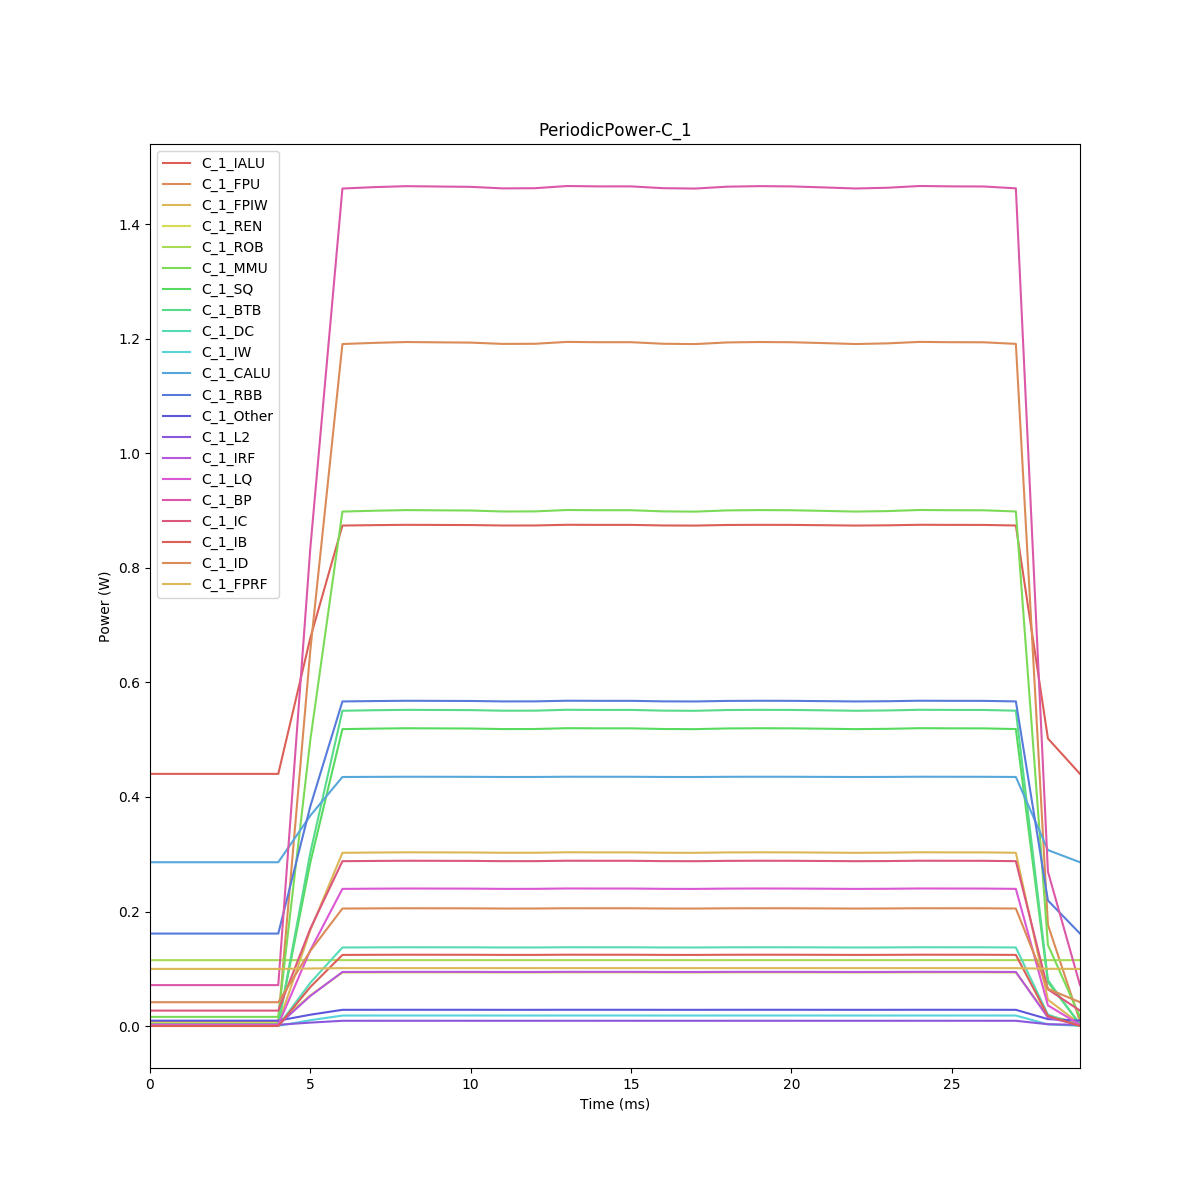 PeriodicPower-C_1
C_1_IALU
C_1_FPU
C_1_FPIW
C_1_REN
C_1_ROB
C_1_MMU
C_1_SQ
C_1_BTB
C_1_DC
C_1_IW
C_1_CALU
C_1_RBB
C_1_Other
C_1_L2
C_1_IRF
C_1_LQ
C_1_BP
C_1_IC
C_1_IB
C_1_ID
C_1_FPRF
1.4
1.2
1.0
0.8
0.6
0.4
0.2
0.0
Power (W)
0 5 10 15 20 25
Time (ms)